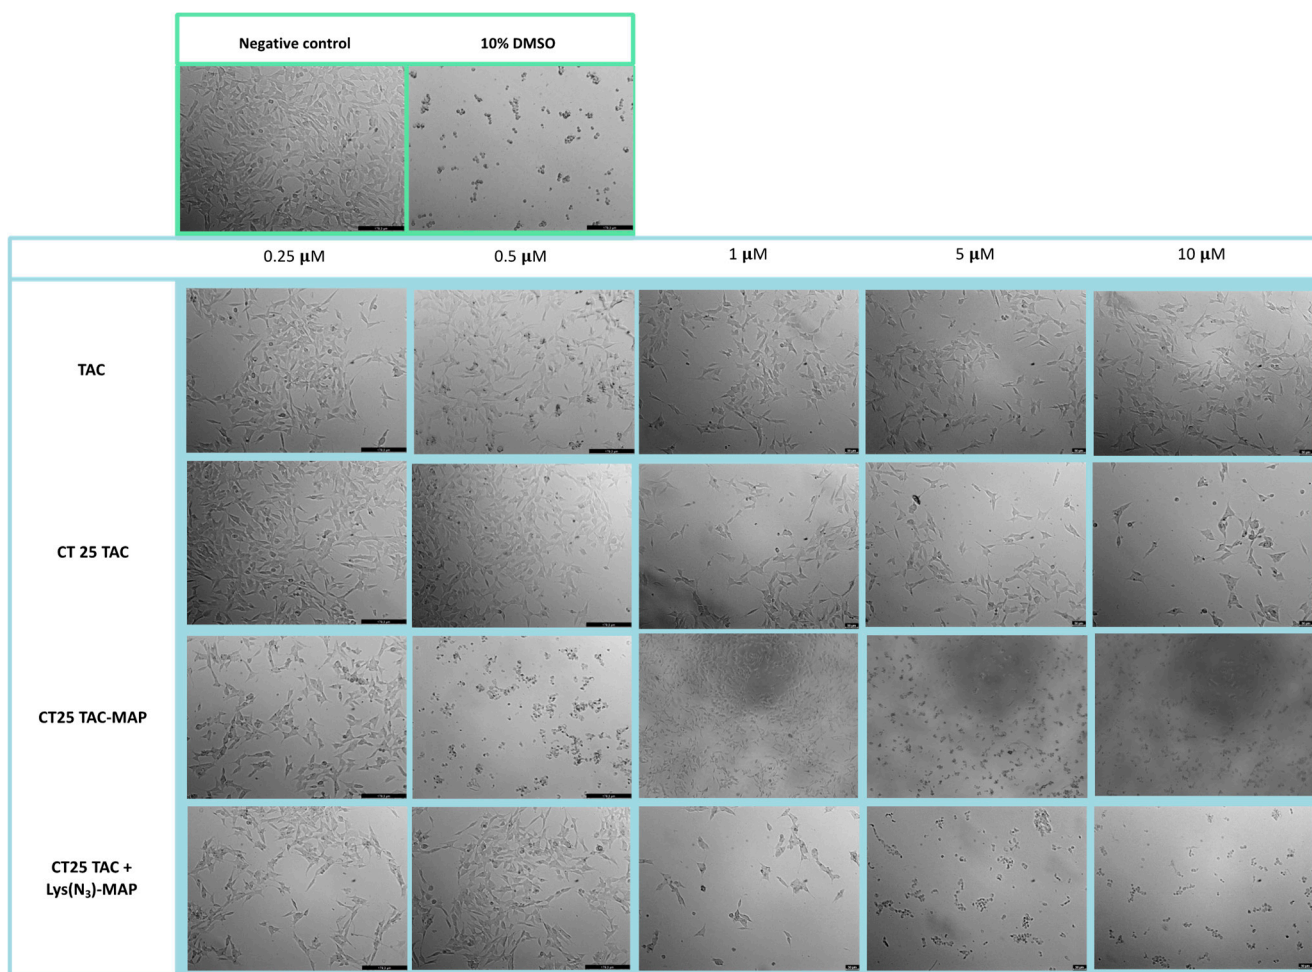 Negative control 10% DMSO
0.25 μM 0.5 μM 1 μM 5 μM 10 μM
TAC
CT 25 TAC
CT25 TAC-MAP
CT25 TAC +
Lys(N₃)-MAP